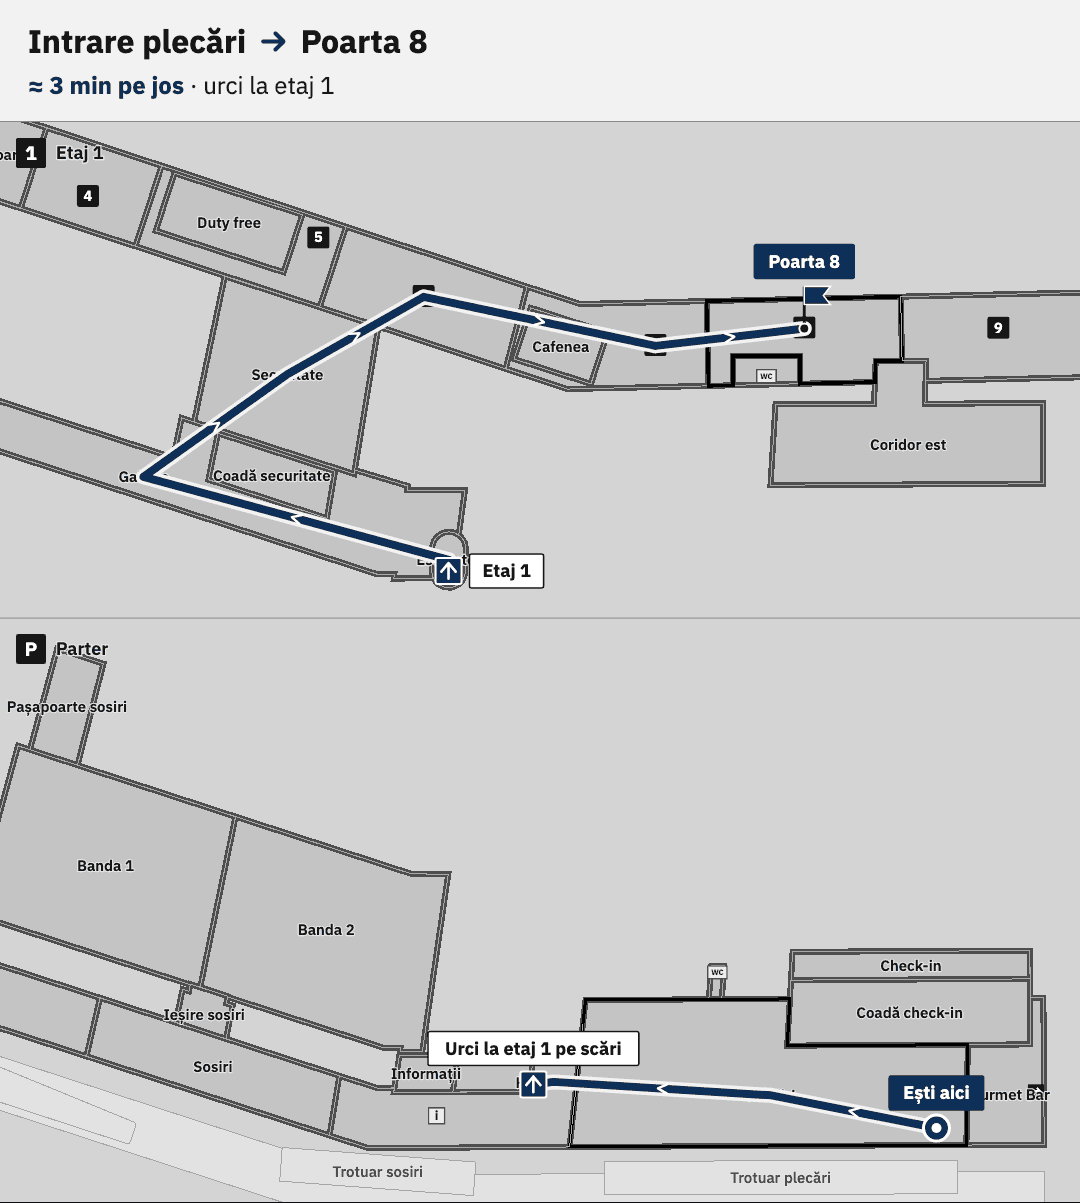 Intrare plecări → Poarta 8
≈ 3 min pe jos · urci la etaj 1
1 Etaj 1
4
Duty free
5
Poarta 8
Cafenea
9
wc
Coridor est
Coadă securitate
Etaj 1
P Parter
Pașapoarte sosiri
Banda 1
Banda 2
wc
Check-in
Coadă check-in
Ieșire sosiri
Urci la etaj 1 pe scări
Sosiri
Informații
Ești aici
Bar
i
Trotuar sosiri
Trotuar plecări